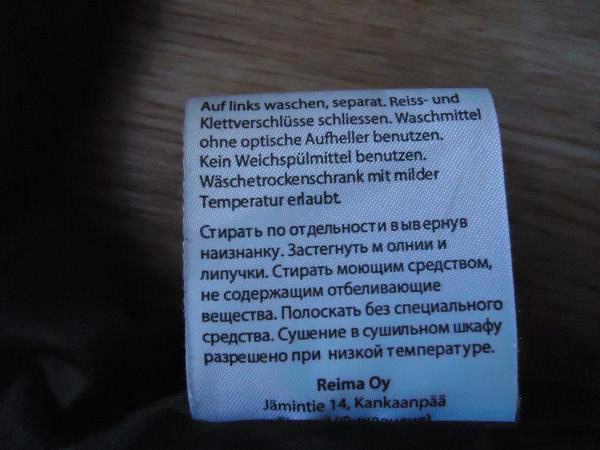 Auf links waschen, separat. Reiss- und
Klettverschlüsse schliessen. Waschmittel
ohne optische Aufheller benutzen.
Kein Weichspülmittel benutzen.
Wäschetrockenschrank mit milder
Temperatur erlaubt.
Стирать по отдельности вывернув
наизнанку. Застегнуть молнии и
липучки. Стирать моющим средством,
не содержащим отбеливающие
вещества. Полоскать без специального
средства. Сушение в сушильном шкафу
разрешено при низкой температуре.
Reima Oy
Jämintie 14, Kankaanpää